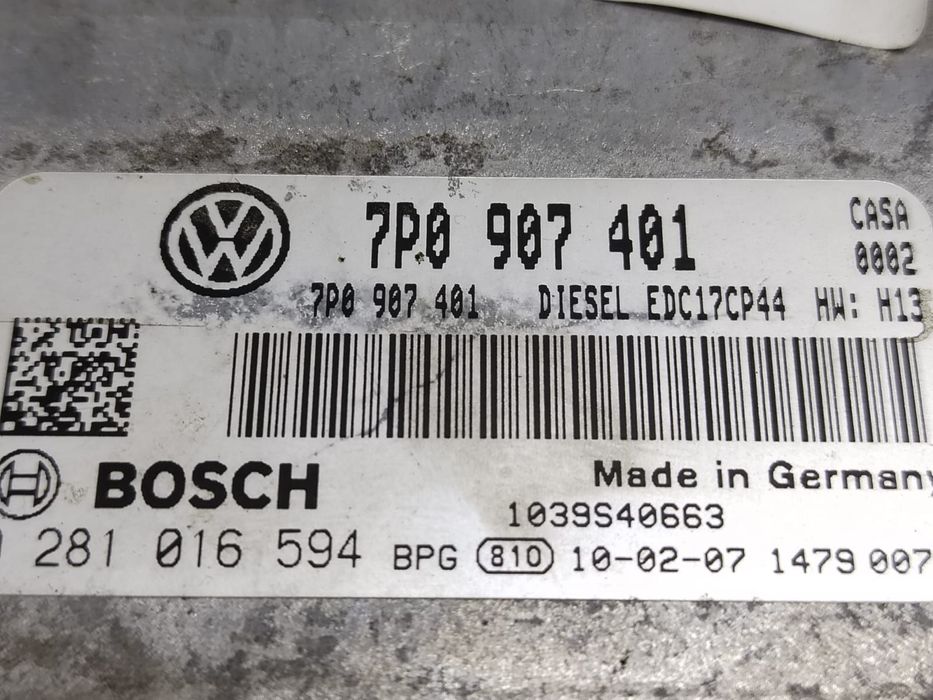 7P0 907 401 CASA
0002
7P0 907 401 DIESEL EDC17CP44 HW: H13
BOSCH
Made in Germany
1039S40663
281 016 594 BPG 810 10-02-07 1479 007